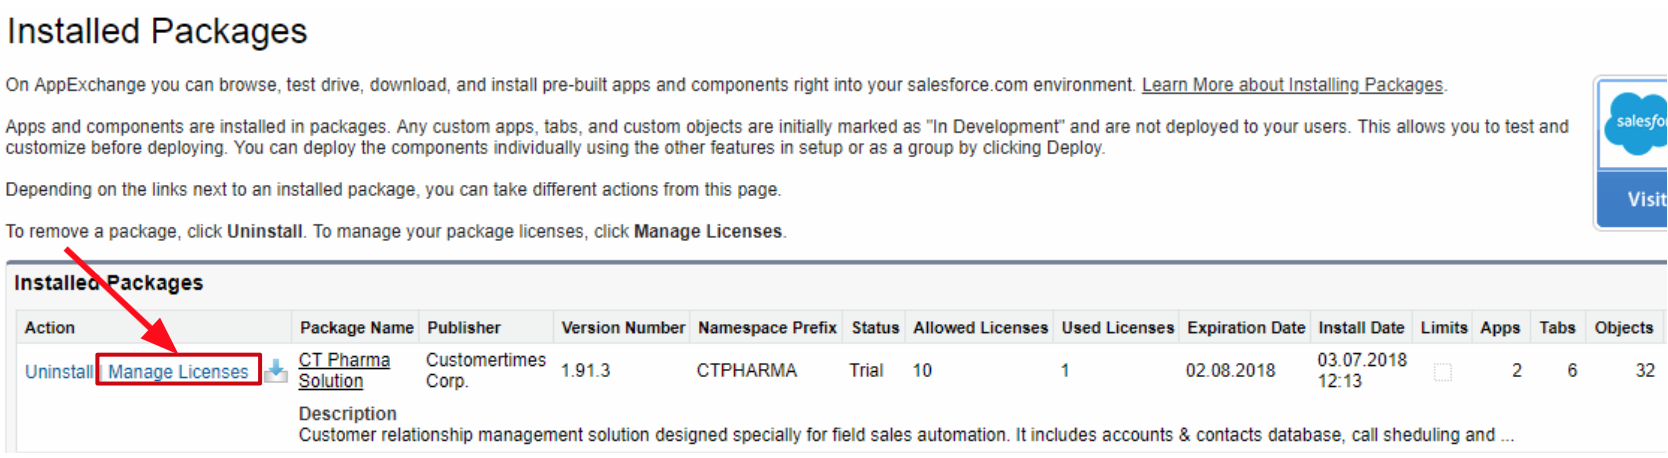 Installed Packages
On AppExchange you can browse, test drive, download, and install pre-built apps and components right into your salesforce.com environment. Learn More about Installing Packages.
Apps and components are installed in packages. Any custom apps, tabs, and custom objects are initially marked as "In Development" and are not deployed to your users. This allows you to test and
customize before deploying. You can deploy the components individually using the other features in setup or as a group by clicking Deploy.
Depending on the links next to an installed package, you can take different actions from this page.
To remove a package, click Uninstall. To manage your package licenses, click Manage Licenses.
salesfor
Visit
Installed Packages
Action Package Name Publisher Version Number Namespace Prefix Status Allowed Licenses Used Licenses Expiration Date Install Date Limits Apps Tabs Objects
Uninstall | Manage Licenses CT Pharma Solution Customertimes Corp. 1.91.3 CTPHARMA Trial 10 1 02.08.2018 03.07.2018 12:13 2 6 32
Description
Customer relationship management solution designed specially for field sales automation. It includes accounts & contacts database, call sheduling and ...